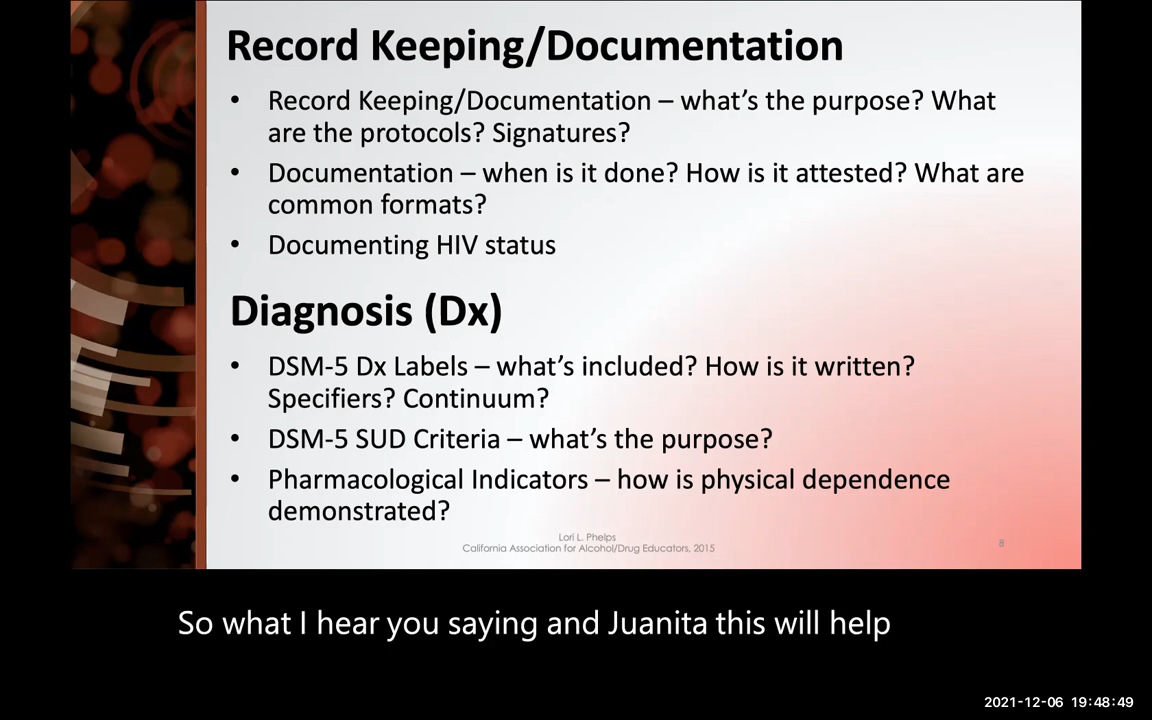 Record Keeping/Documentation
• Record Keeping/Documentation – what's the purpose? What
are the protocols? Signatures?
• Documentation – when is it done? How is it attested? What are
common formats?
• Documenting HIV status
Diagnosis (Dx)
• DSM-5 Dx Labels – what's included? How is it written?
Specifiers? Continuum?
• DSM-5 SUD Criteria – what's the purpose?
• Pharmacological Indicators – how is physical dependence
demonstrated?
Lori L. Phelps
California Association for Alcohol/Drug Educators, 2015
8
So what I hear you saying and Juanita this will help
2021-12-06 19:48:49